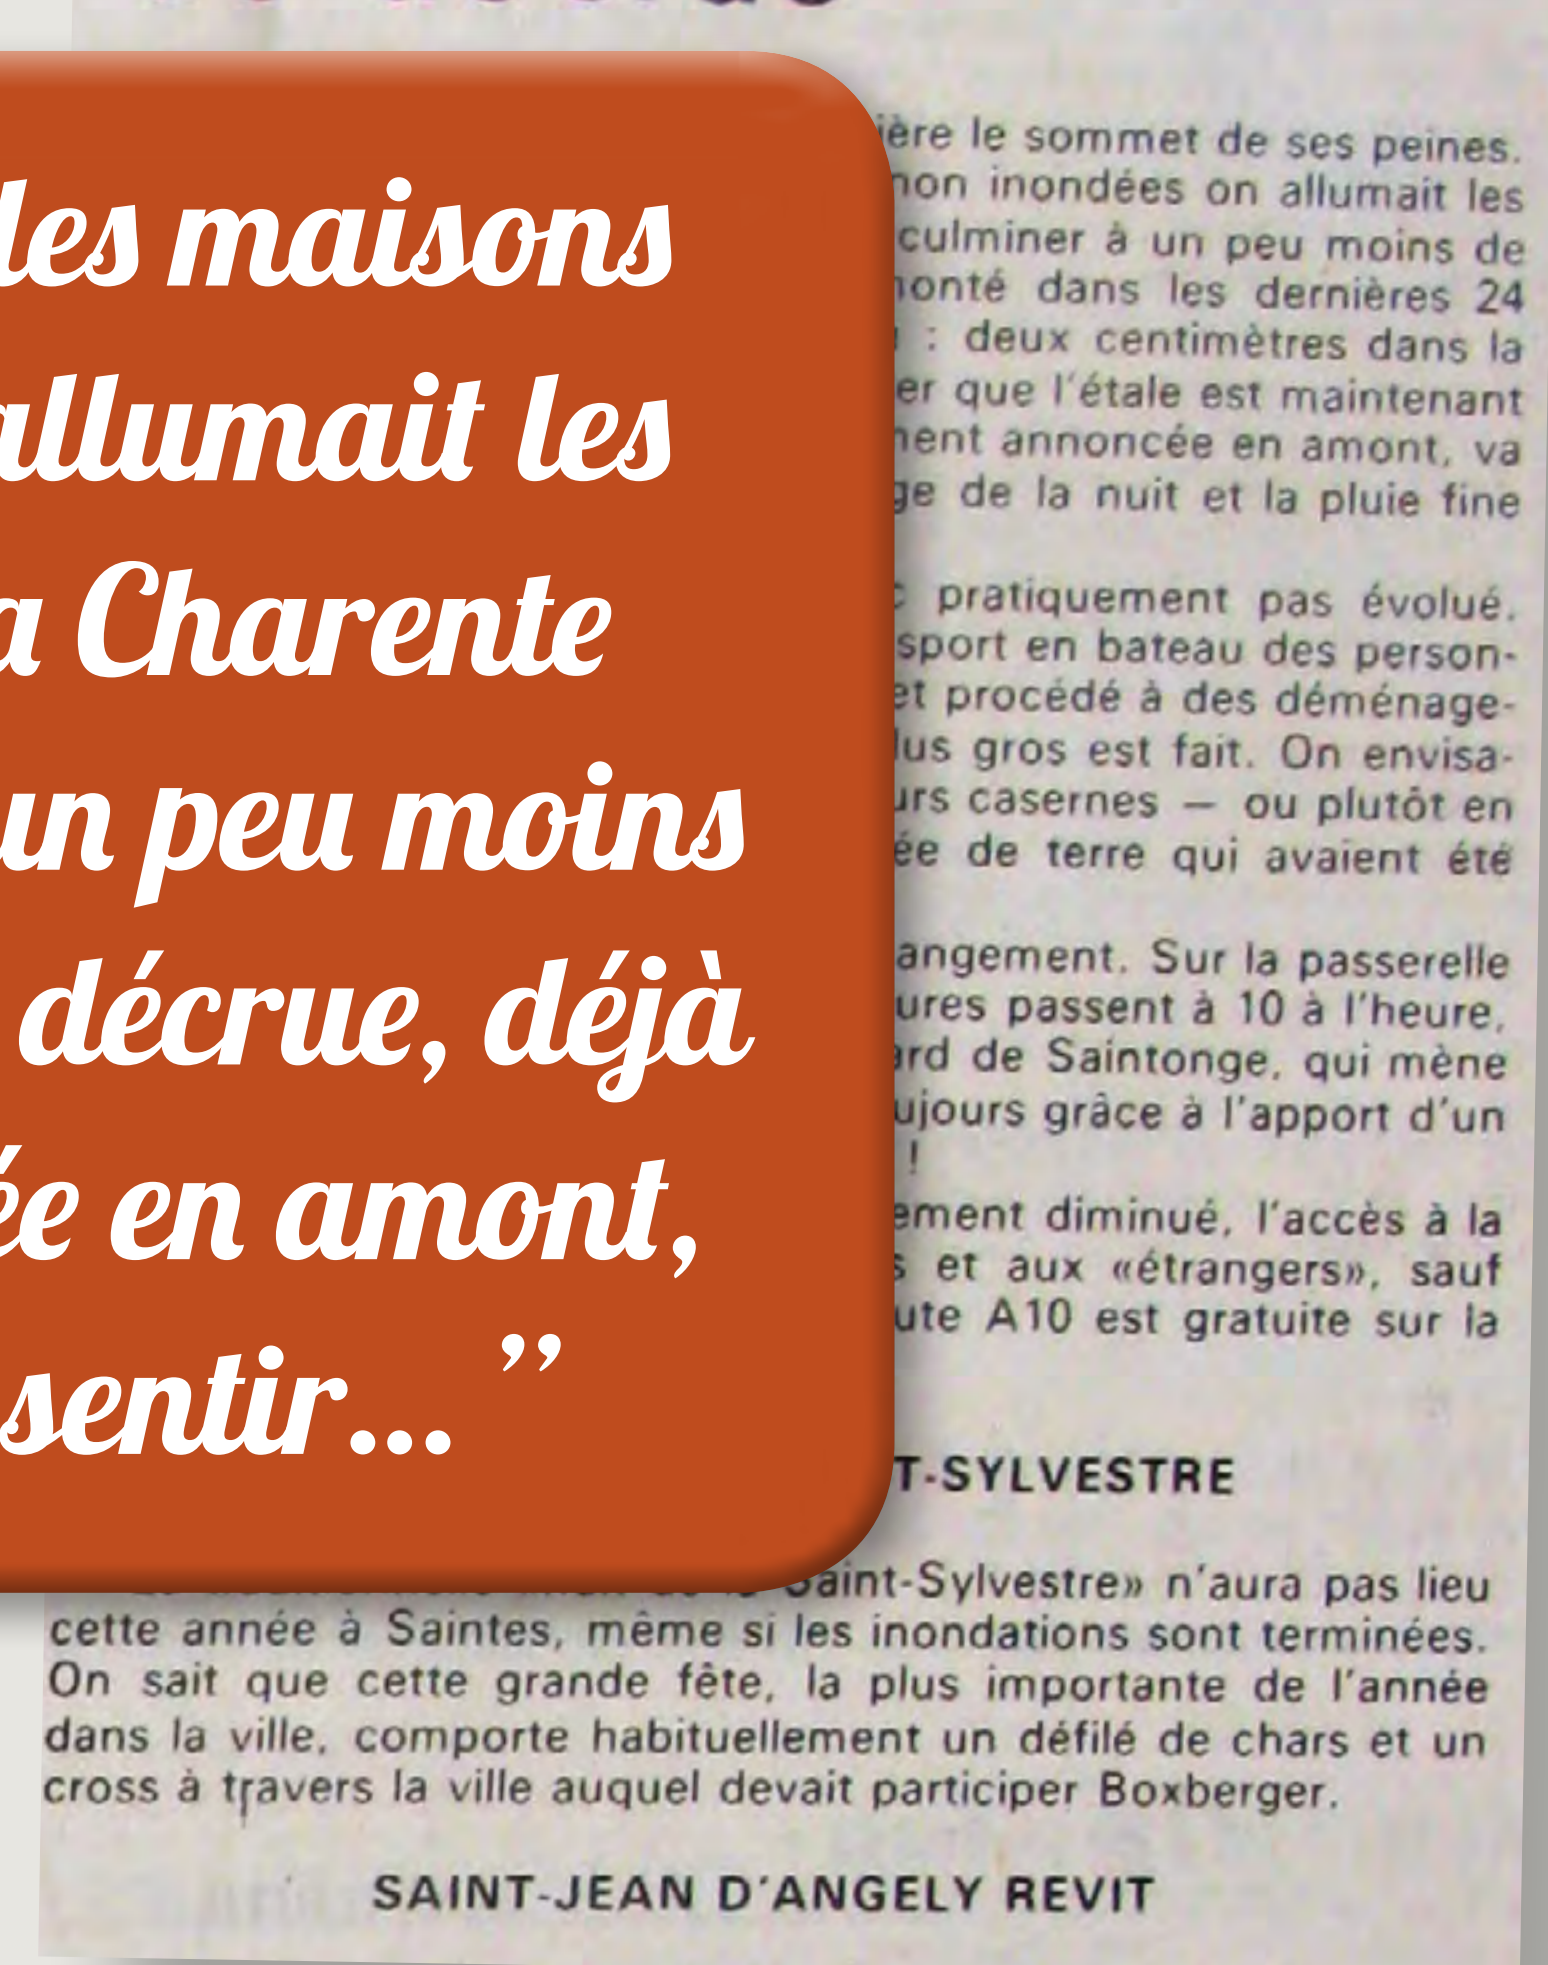 les maisons
allumait les
a Charente
un peu moins
décrue, déjà
ée en amont,
sentir...”
ière le sommet de ses peines.
non inondées on allumait les
culminer à un peu moins de
onté dans les dernières 24
: deux centimètres dans la
er que l'étale est maintenant
ment annoncée en amont, va
ge de la nuit et la pluie fine
pratiquement pas évolué.
sport en bateau des person-
et procédé à des déménage-
lus gros est fait. On envisa-
urs casernes — ou plutôt en
ée de terre qui avaient été
angement. Sur la passerelle
ures passent à 10 à l'heure,
ard de Saintonge, qui mène
ujours grâce à l'apport d'un
!
ement diminué, l'accès à la
s et aux «étrangers», sauf
ute A10 est gratuite sur la
T-SYLVESTRE
Saint-Sylvestre» n'aura pas lieu
cette année à Saintes, même si les inondations sont terminées.
On sait que cette grande fête, la plus importante de l'année
dans la ville, comporte habituellement un défilé de chars et un
cross à travers la ville auquel devait participer Boxberger.
SAINT-JEAN D'ANGELY REVIT